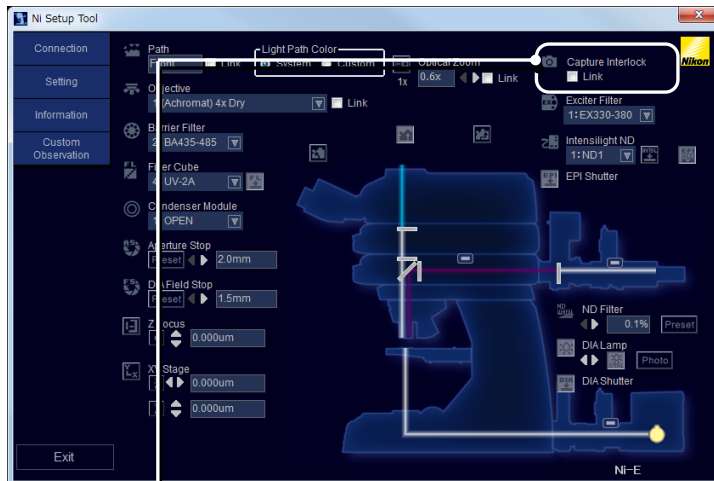 Ni Setup Tool
Connection
Setting
Information
Custom
Observation
Exit
Path
Front
Link
Light Path Color
System
Custom
Optical Zoom
1x
0.6x
Link
Capture Interlock
Link
Nikon
Objective
1:(Achromat) 4x Dry
Link
Exciter Filter
1:EX330-380
Barrier Filter
2:BA435-485
Intensilight ND
1:ND1
EPI Shutter
Filter Cube
4:UV-2A
Condenser Module
1:OPEN
Aperture Stop
Preset
2.0mm
DIA Field Stop
Preset
1.5mm
Z Focus
0.000um
XY Stage
0.000um
0.000um
ND Filter
0.1%
Preset
DIA Lamp
Photo
DIA Shutter
Ni-E